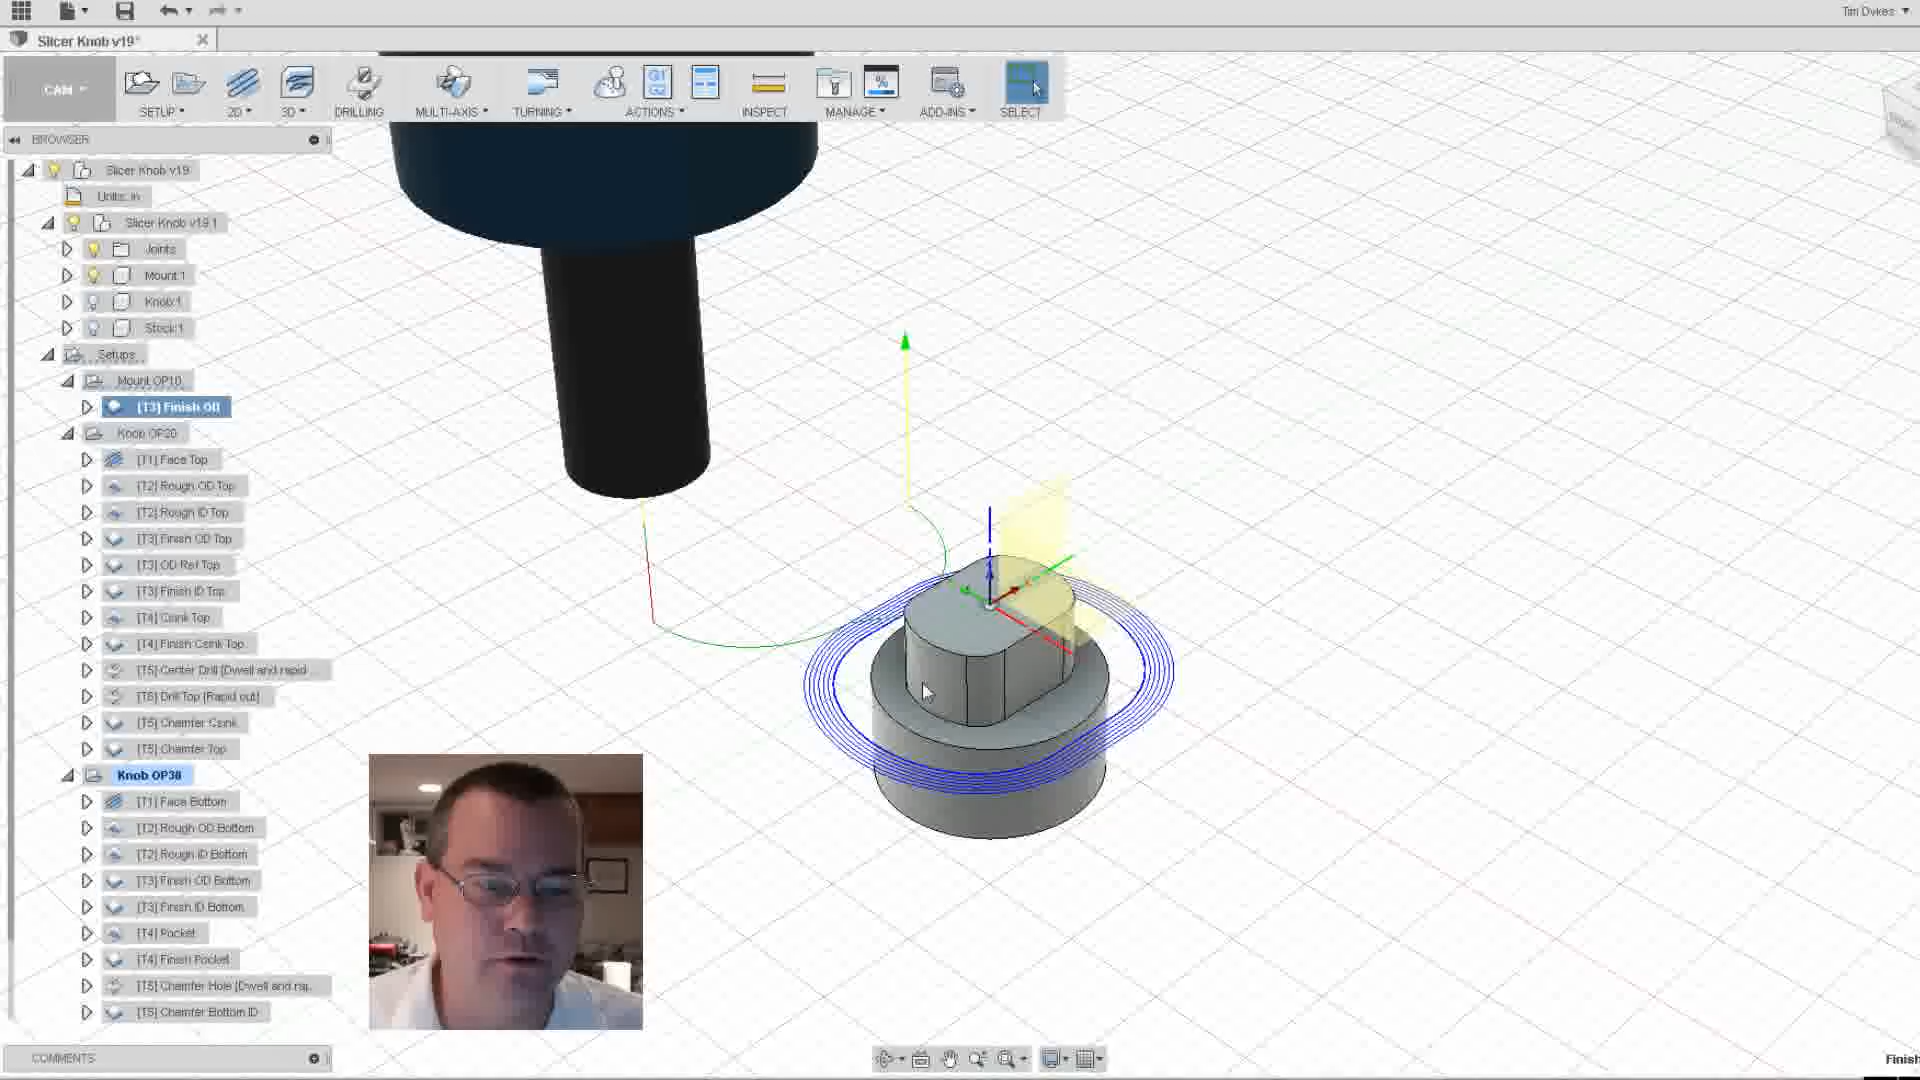 Tim Dykes
Slicer Knob v19*
CAM
SETUP
2D
3D
DRILLING
MULTI-AXIS
TURNING
G1
G2
ACTIONS
INSPECT
%
MANAGE
ADD-INS
SELECT
BROWSER
Slicer Knob v19
Units: in
Slicer Knob v19:1
Joints
Mount:1
Knob:1
Stock:1
Setups
Mount OP10
[T3] Finish OD
Knob OP20
[T1] Face Top
[T2] Rough OD Top
[T2] Rough ID Top
[T3] Finish OD Top
[T3] OD Ref Top
[T3] Finish ID Top
[T4] Csink Top
[T4] Finish Csink Top
[T5] Center Drill [Dwell and rapid ...
[T6] Drill Top [Rapid out]
[T5] Chamfer Csink
[T5] Chamfer Top
Knob OP30
[T1] Face Bottom
[T2] Rough OD Bottom
[T2] Rough ID Bottom
[T3] Finish OD Bottom
[T3] Finish ID Bottom
[T4] Pocket
[T4] Finish Pocket
[T5] Chamfer Hole [Dwell and rap...
[T5] Chamfer Bottom ID
COMMENTS
Finish